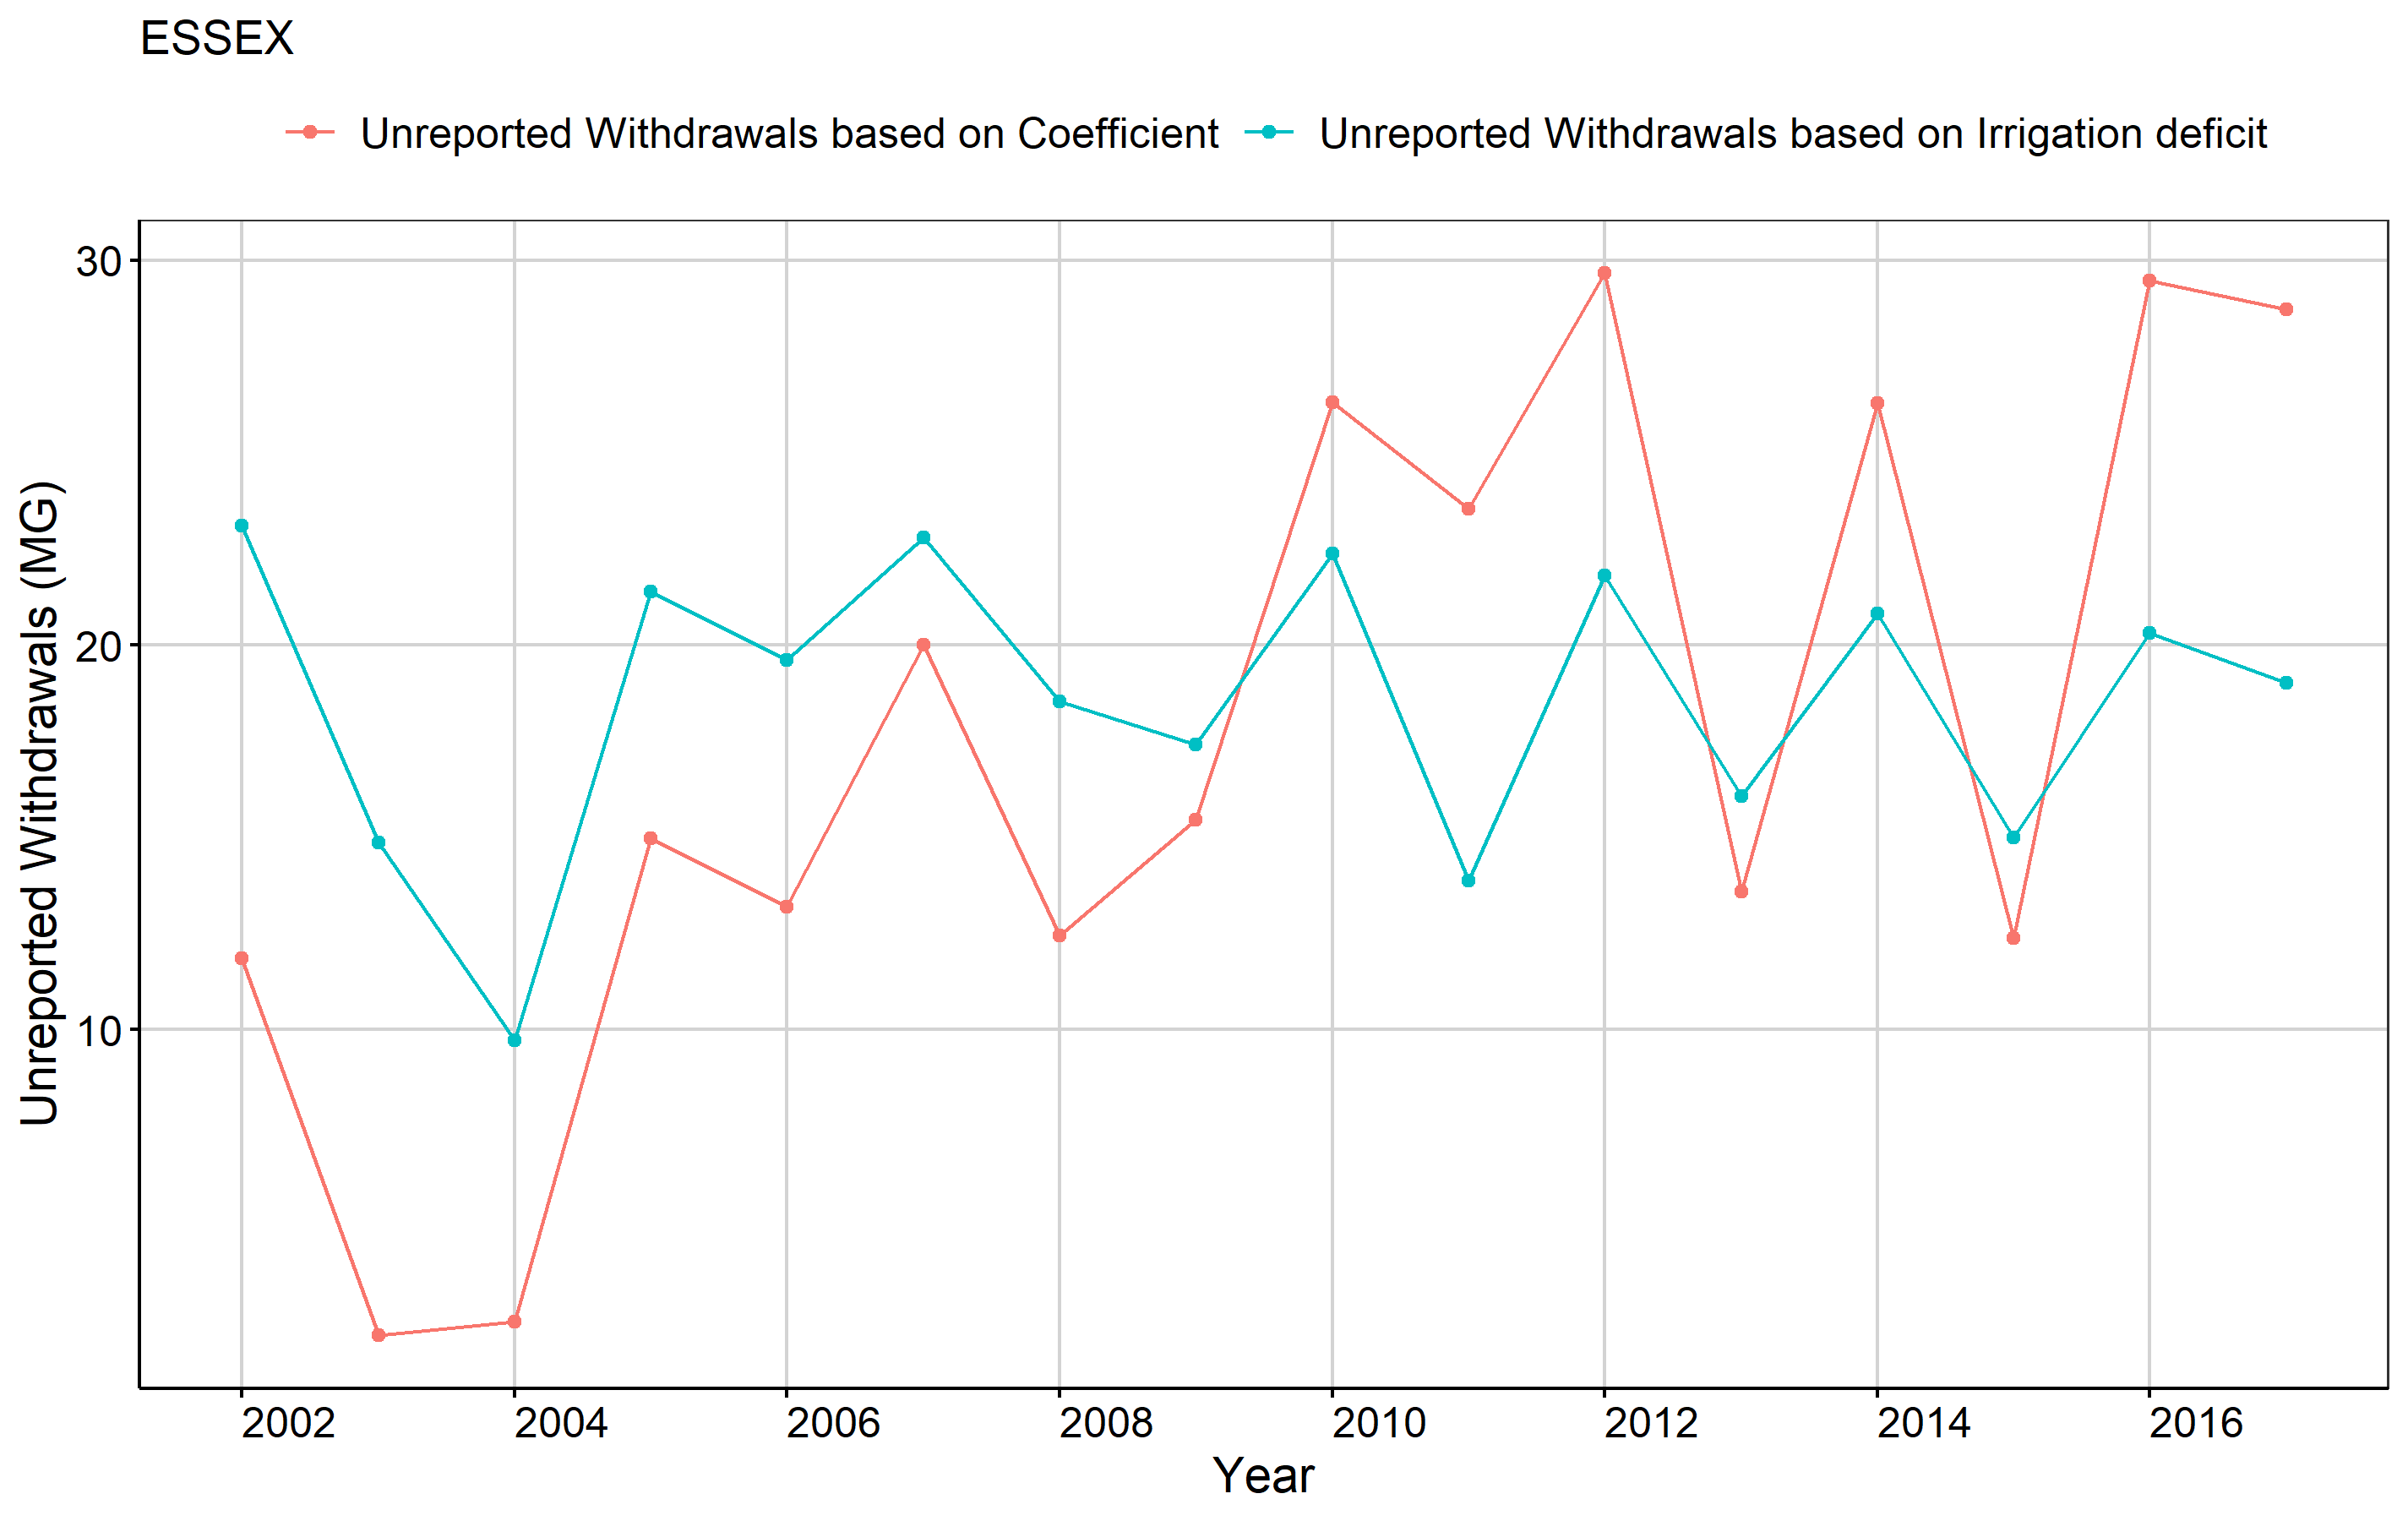 ESSEX
Unreported Withdrawals based on Coefficient Unreported Withdrawals based on Irrigation deficit
Unreported Withdrawals (MG)
30
20
10
2002 2004 2006 2008 2010 2012 2014 2016
Year